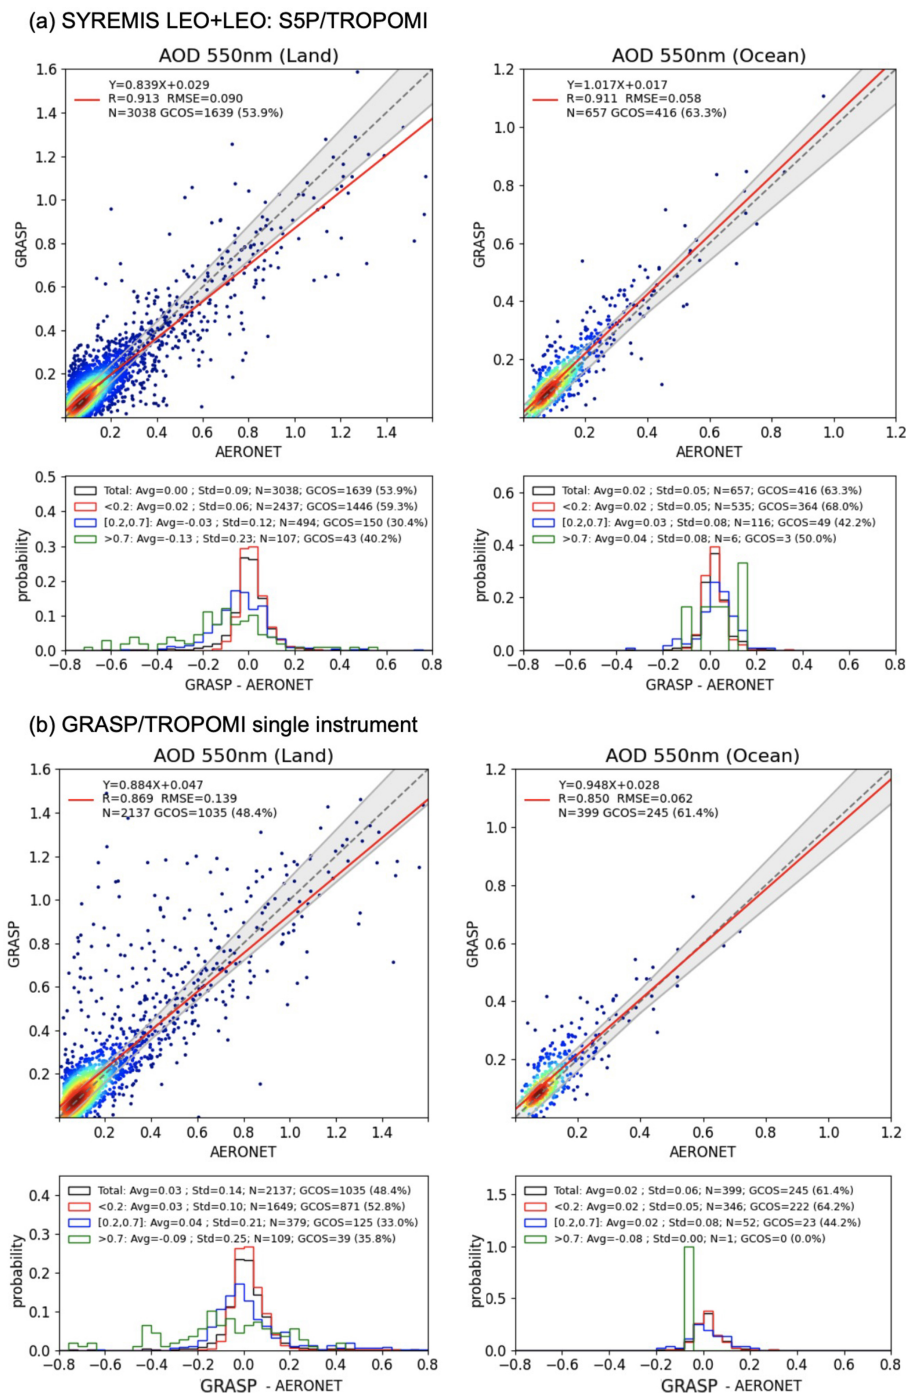 (a) SYREMIS LEO+LEO: S5P/TROPOMI
AOD 550nm (Land)
Y=0.839X+0.029
R=0.913 RMSE=0.090
N=3038 GCOS=1639 (53.9%)
1.6
1.4
1.2
1.0
0.8
0.6
0.4
0.2
GRASP
0.2 0.4 0.6 0.8 1.0 1.2 1.4
AERONET
AOD 550nm (Ocean)
Y=1.017X+0.017
R=0.911 RMSE=0.058
N=657 GCOS=416 (63.3%)
1.2
1.0
0.8
0.6
0.4
0.2
GRASP
0.2 0.4 0.6 0.8 1.0 1.2
AERONET
Total: Avg=0.00 ; Std=0.09; N=3038; GCOS=1639 (53.9%)
<0.2: Avg=0.02 ; Std=0.06; N=2437; GCOS=1446 (59.3%)
[0.2,0.7]: Avg=-0.03 ; Std=0.12; N=494; GCOS=150 (30.4%)
>0.7: Avg=-0.13 ; Std=0.23; N=107; GCOS=43 (40.2%)
0.5
0.4
0.3
0.2
0.1
0.0
probability
−0.8 −0.6 −0.4 −0.2 0.0 0.2 0.4 0.6 0.8
GRASP - AERONET
Total: Avg=0.02 ; Std=0.05; N=657; GCOS=416 (63.3%)
<0.2: Avg=0.02 ; Std=0.05; N=535; GCOS=364 (68.0%)
[0.2,0.7]: Avg=0.03 ; Std=0.08; N=116; GCOS=49 (42.2%)
>0.7: Avg=0.04 ; Std=0.08; N=6; GCOS=3 (50.0%)
0.6
0.4
0.2
0.0
probability
−0.8 −0.6 −0.4 −0.2 0.0 0.2 0.4 0.6 0.8
GRASP - AERONET
(b) GRASP/TROPOMI single instrument
AOD 550nm (Land)
Y=0.884X+0.047
R=0.869 RMSE=0.139
N=2137 GCOS=1035 (48.4%)
1.6
1.4
1.2
1.0
0.8
0.6
0.4
0.2
GRASP
0.2 0.4 0.6 0.8 1.0 1.2 1.4
AERONET
AOD 550nm (Ocean)
Y=0.948X+0.028
R=0.850 RMSE=0.062
N=399 GCOS=245 (61.4%)
1.2
1.0
0.8
0.6
0.4
0.2
GRASP
0.2 0.4 0.6 0.8 1.0 1.2
AERONET
Total: Avg=0.03 ; Std=0.14; N=2137; GCOS=1035 (48.4%)
<0.2: Avg=0.03 ; Std=0.10; N=1649; GCOS=871 (52.8%)
[0.2,0.7]: Avg=0.04 ; Std=0.21; N=379; GCOS=125 (33.0%)
>0.7: Avg=-0.09 ; Std=0.25; N=109; GCOS=39 (35.8%)
0.4
0.3
0.2
0.1
0.0
probability
−0.8 −0.6 −0.4 −0.2 0.0 0.2 0.4 0.6 0.8
GRASP - AERONET
Total: Avg=0.02 ; Std=0.06; N=399; GCOS=245 (61.4%)
<0.2: Avg=0.02 ; Std=0.05; N=346; GCOS=222 (64.2%)
[0.2,0.7]: Avg=0.02 ; Std=0.08; N=52; GCOS=23 (44.2%)
>0.7: Avg=-0.08 ; Std=0.00; N=1; GCOS=0 (0.0%)
1.5
1.0
0.5
0.0
probability
−0.8 −0.6 −0.4 −0.2 0.0 0.2 0.4 0.6 0.8
GRASP - AERONET